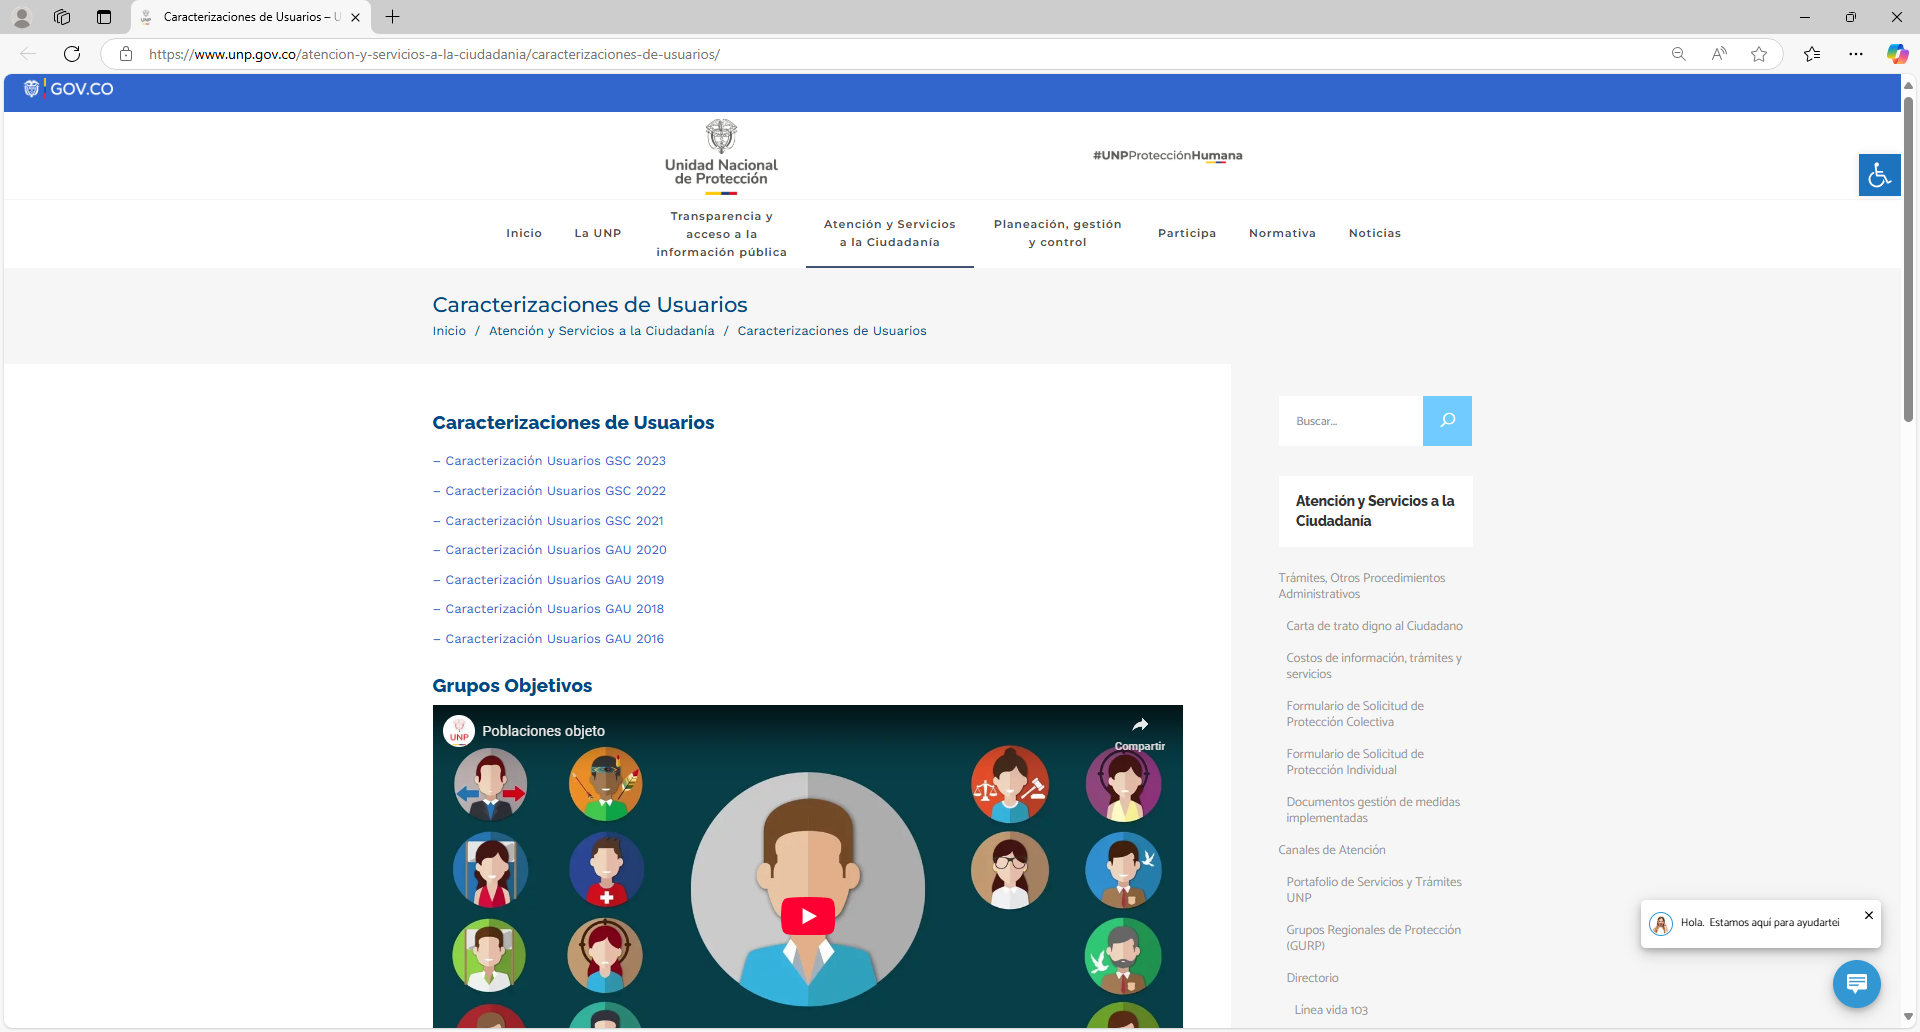 Caracterizaciones de Usuarios – U
https://www.unp.gov.co/atencion-y-servicios-a-la-ciudadania/caracterizaciones-de-usuarios/
GOV.CO
Unidad Nacional
de Protección
#UNPProtecciónHumana
Inicio
La UNP
Transparencia y
acceso a la
información pública
Atención y Servicios
a la Ciudadanía
Planeación, gestión
y control
Participa
Normativa
Noticias
Caracterizaciones de Usuarios
Inicio / Atención y Servicios a la Ciudadanía / Caracterizaciones de Usuarios
Caracterizaciones de Usuarios
– Caracterización Usuarios GSC 2023
– Caracterización Usuarios GSC 2022
– Caracterización Usuarios GSC 2021
– Caracterización Usuarios GAU 2020
– Caracterización Usuarios GAU 2019
– Caracterización Usuarios GAU 2018
– Caracterización Usuarios GAU 2016
Grupos Objetivos
UNP
Poblaciones objeto
Compartir
Buscar...
Atención y Servicios a la
Ciudadanía
Trámites, Otros Procedimientos
Administrativos
Carta de trato digno al Ciudadano
Costos de información, trámites y
servicios
Formulario de Solicitud de
Protección Colectiva
Formulario de Solicitud de
Protección Individual
Documentos gestión de medidas
implementadas
Canales de Atención
Portafolio de Servicios y Trámites
UNP
Grupos Regionales de Protección
(GURP)
Directorio
Línea vida 103
Hola. Estamos aquí para ayudarte¡